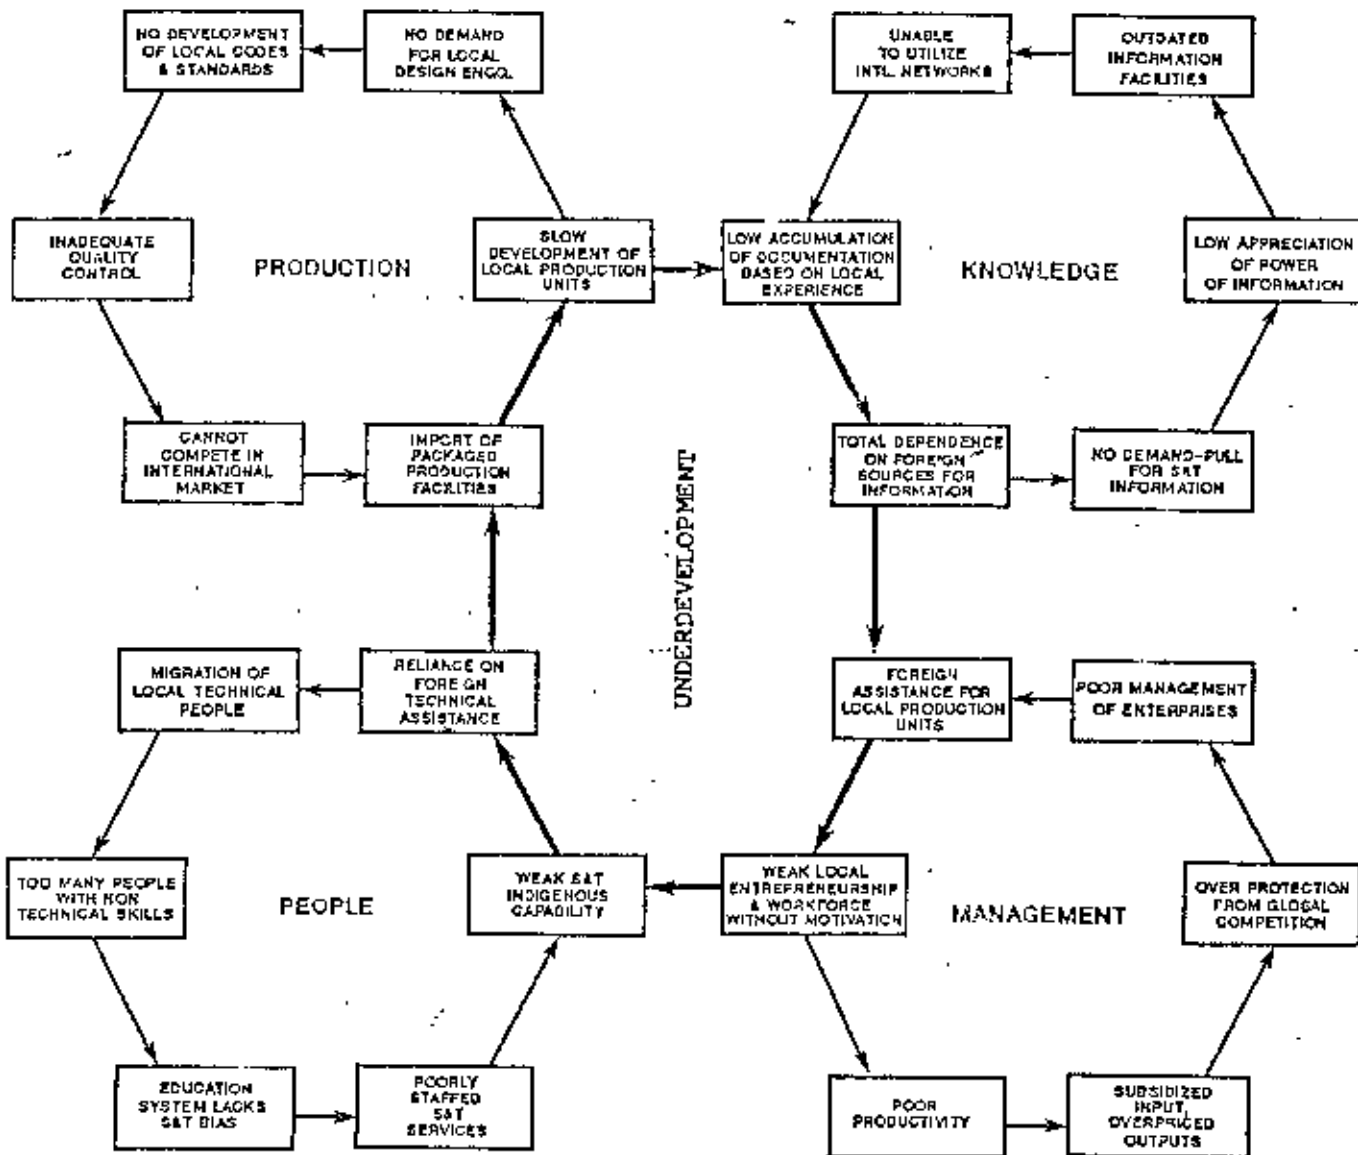 NO DEVELOPMENT
OF LOCAL CODES
& STANDARDS
NO DEMAND
FOR LOCAL
DESIGN ENGG.
UNABLE
TO UTILIZE
INTL. NETWORKS
OUTDATED
INFORMATION
FACILITIES
INADEQUATE
QUALITY
CONTROL
PRODUCTION
SLOW
DEVELOPMENT OF
LOCAL PRODUCTION
UNITS
LOW ACCUMULATION
OF DOCUMENTATION
BASED ON LOCAL
EXPERIENCE
KNOWLEDGE
LOW APPRECIATION
OF POWER
OF INFORMATION
CANNOT
COMPETE IN
INTERNATIONAL
MARKET
IMPORT OF
PACKAGED
PRODUCTION
FACILITIES
TOTAL DEPENDENCE
ON FOREIGN
SOURCES FOR
INFORMATION
NO DEMAND-PULL
FOR S&T
INFORMATION
UNDERDEVELOPMENT
MIGRATION OF
LOCAL TECHNICAL
PEOPLE
RELIANCE ON
FOREIGN
TECHNICAL
ASSISTANCE
FOREIGN
ASSISTANCE FOR
LOCAL PRODUCTION
UNITS
POOR MANAGEMENT
OF ENTERPRISES
TOO MANY PEOPLE
WITH NON
TECHNICAL SKILLS
PEOPLE
WEAK S&T
INDIGENOUS
CAPABILITY
WEAK LOCAL
ENTREPRENEURSHIP
& WORKFORCE
WITHOUT MOTIVATION
MANAGEMENT
OVER PROTECTION
FROM GLOBAL
COMPETITION
EDUCATION
SYSTEM LACKS
S&T BIAS
POORLY
STAFFED
S&T
SERVICES
POOR
PRODUCTIVITY
SUBSIDIZED
INPUT,
OVERPRICED
OUTPUTS